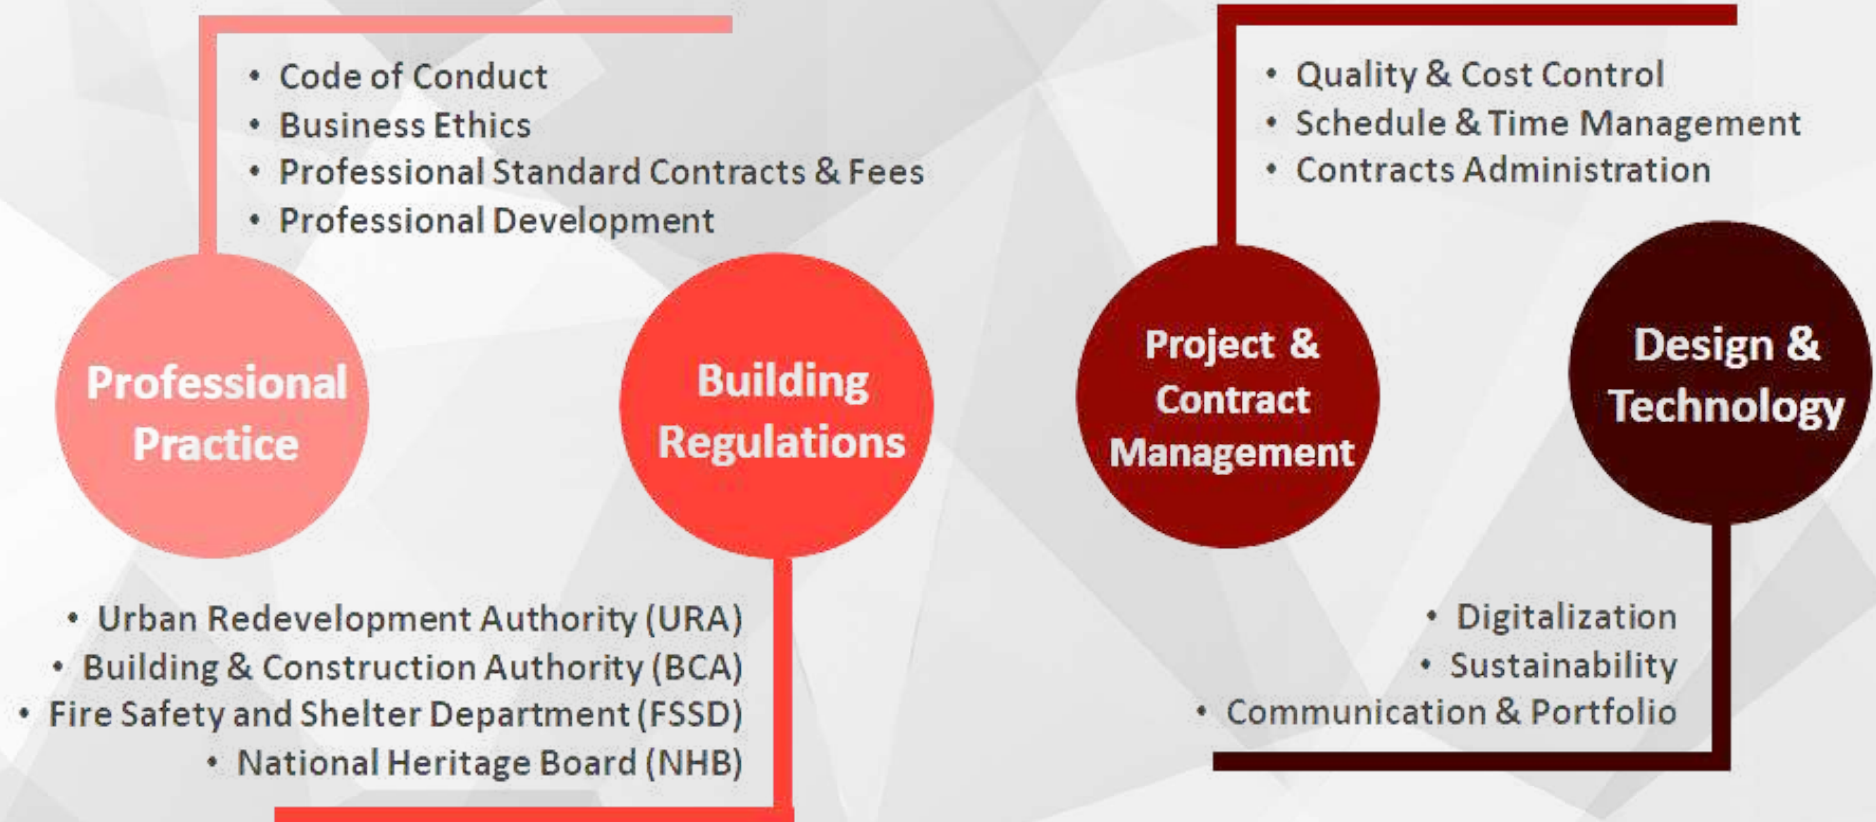 • Code of Conduct
• Business Ethics
• Professional Standard Contracts & Fees
• Professional Development
Professional
Practice
Building
Regulations
• Urban Redevelopment Authority (URA)
• Building & Construction Authority (BCA)
• Fire Safety and Shelter Department (FSSD)
• National Heritage Board (NHB)
• Quality & Cost Control
• Schedule & Time Management
• Contracts Administration
Project &
Contract
Management
Design &
Technology
• Digitalization
• Sustainability
• Communication & Portfolio